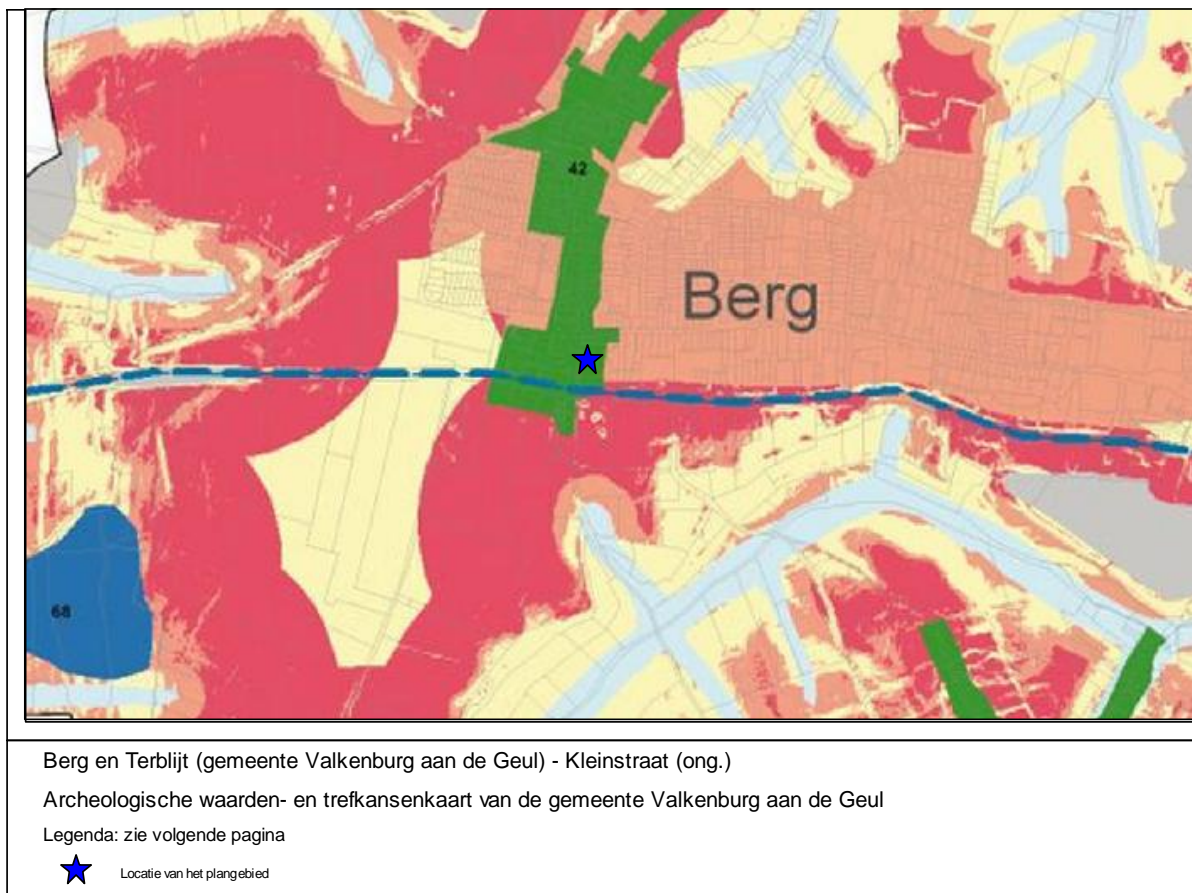 42
Berg
68
Berg en Terblijt (gemeente Valkenburg aan de Geul) - Kleinstraat (ong.)
Archeologische waarden- en trefkansenkaart van de gemeente Valkenburg aan de Geul
Legenda: zie volgende pagina
Locatie van het plangebied